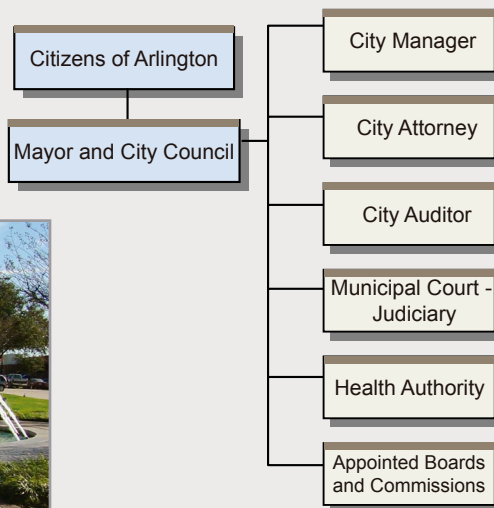 Citizens of Arlington
Mayor and City Council
City Manager
City Attorney
City Auditor
Municipal Court -
Judiciary
Health Authority
Appointed Boards
and Commissions